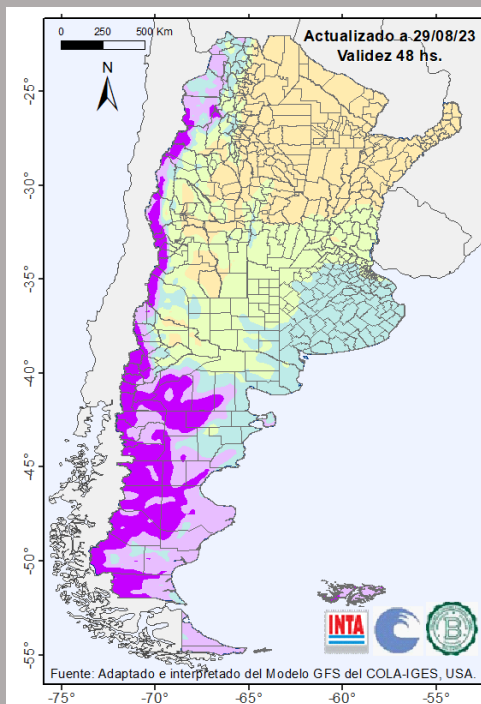 0 250 500 Km
Actualizado a 29/08/23
Validez 48 hs.
N
-25°
-30°
-35°
-40°
-45°
-50°
-55°
INTA
B
Fuente: Adaptado e interpretado del Modelo GFS del COLA-IGES, USA.
-75° -70° -65° -60° -55°